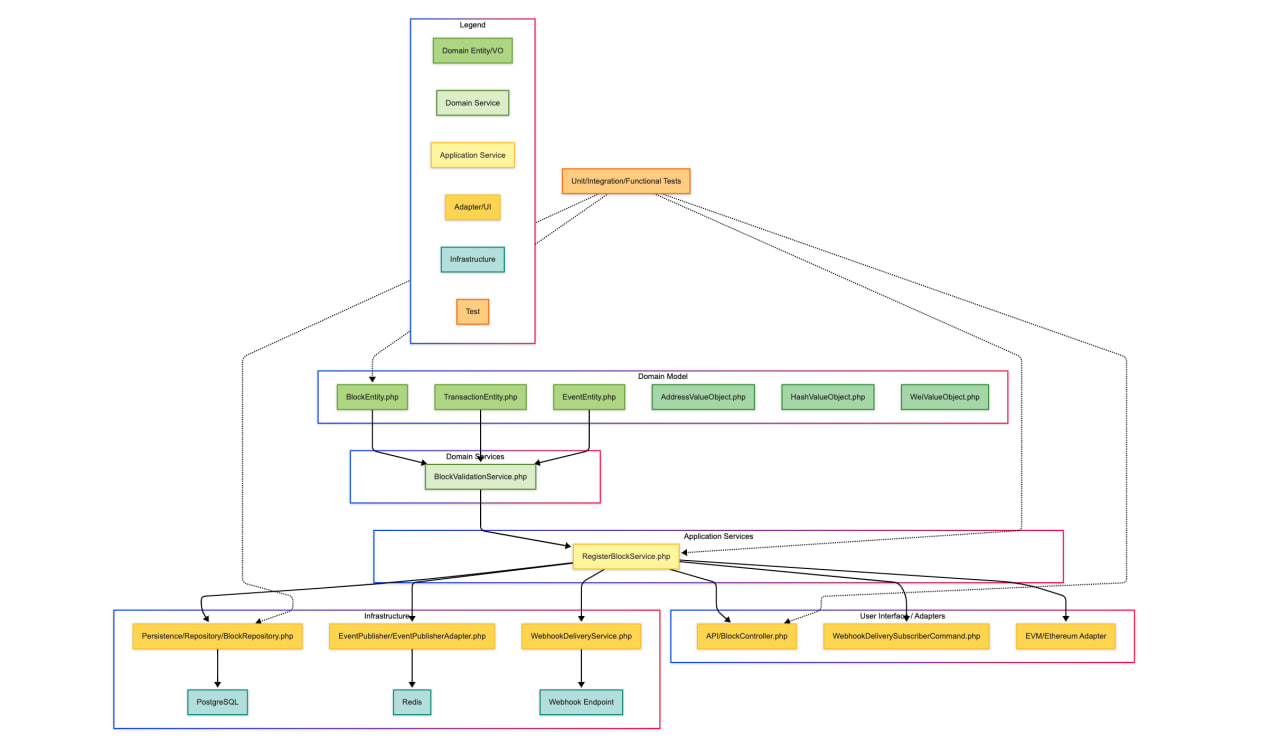 Legend
Domain Entity/VO
Domain Service
Application Service
Adapter/UI
Infrastructure
Test
Unit/Integration/Functional Tests
Domain Model
BlockEntity.php
TransactionEntity.php
EventEntity.php
AddressValueObject.php
HashValueObject.php
WeiValueObject.php
Domain Services
BlockValidationService.php
Application Services
RegisterBlockService.php
Infrastructure
Persistence/Repository/BlockRepository.php
EventPublisher/EventPublisherAdapter.php
WebhookDeliveryService.php
PostgreSQL
Redis
Webhook Endpoint
User Interface / Adapters
API/BlockController.php
WebhookDeliverySubscriberCommand.php
EVM/Ethereum Adapter